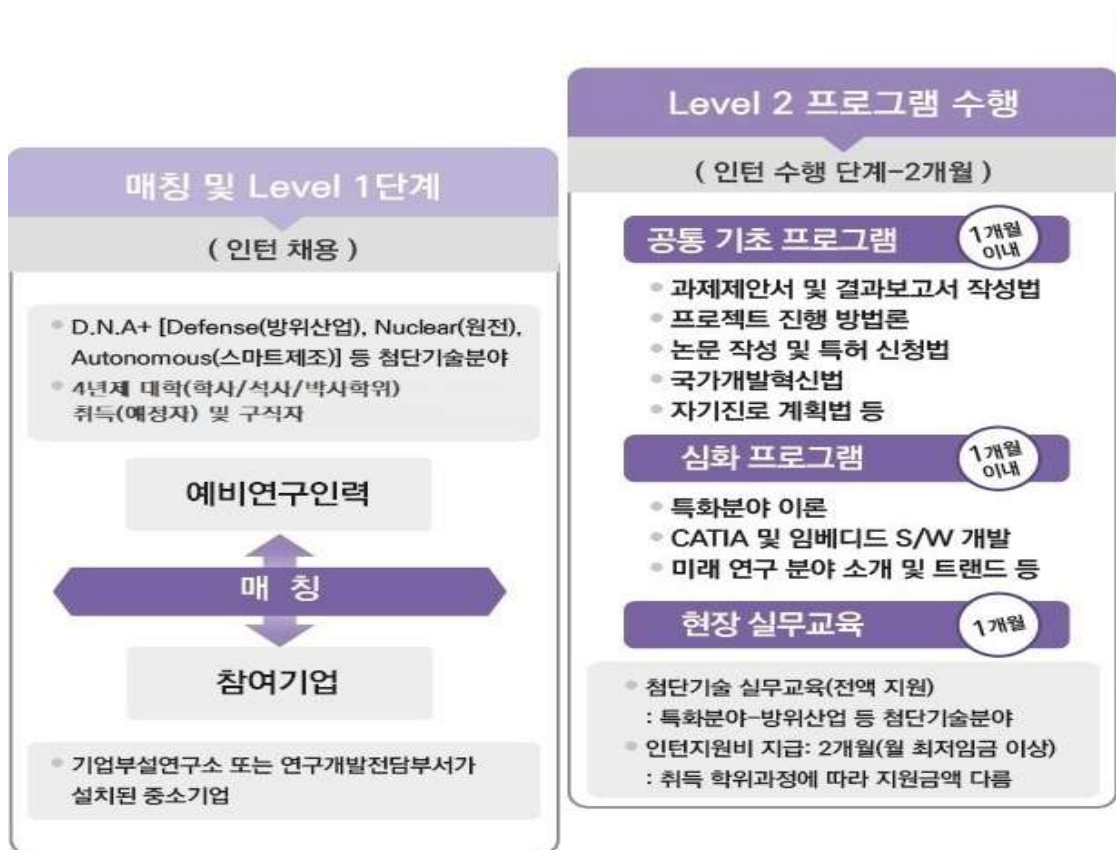 매칭 및 Level 1단계
( 인턴 채용 )
D.N.A+ [Defense(방위산업), Nuclear(원전),
Autonomous(스마트제조)] 등 첨단기술분야
4년제 대학(학사/석사/박사학위)
취득(예정자) 및 구직자
예비연구인력
매 칭
참여기업
기업부설연구소 또는 연구개발전담부서가
설치된 중소기업
Level 2 프로그램 수행
( 인턴 수행 단계-2개월 )
공통 기초 프로그램
1개월
이내
과제제안서 및 결과보고서 작성법
프로젝트 진행 방법론
논문 작성 및 특허 신청법
국가개발혁신법
자기진로 계획법 등
심화 프로그램
1개월
이내
특화분야 이론
CATIA 및 임베디드 S/W 개발
미래 연구 분야 소개 및 트랜드 등
현장 실무교육
1개월
첨단기술 실무교육(전액 지원)
: 특화분야-방위산업 등 첨단기술분야
인턴지원비 지급: 2개월(월 최저임금 이상)
: 취득 학위과정에 따라 지원금액 다름